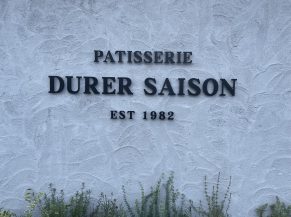 PATISSERIE
DURER SAISON
EST 1982